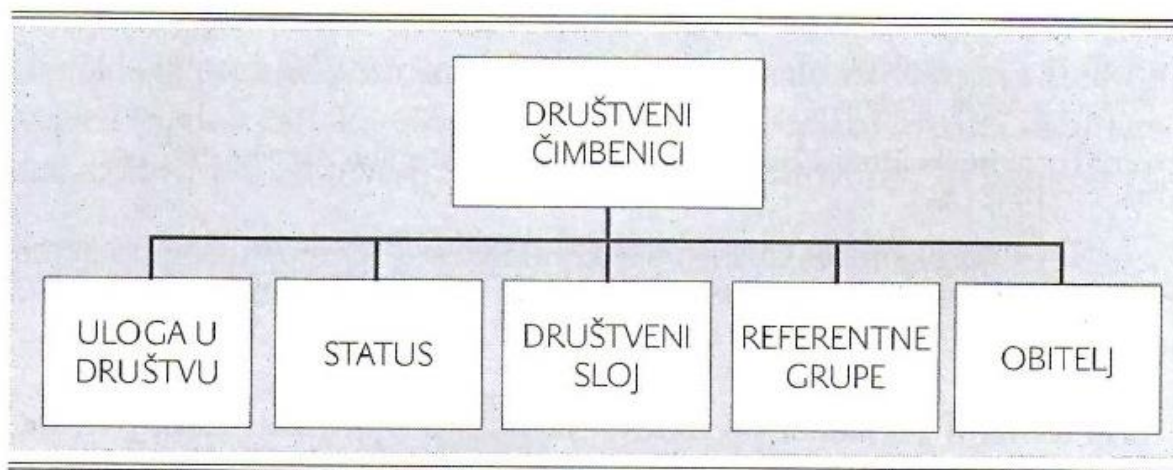 DRUŠTVENI
ČIMBENICI
ULOGA U
DRUŠTVU
STATUS
DRUŠTVENI
SLOJ
REFERENTNE
GRUPE
OBITELJ